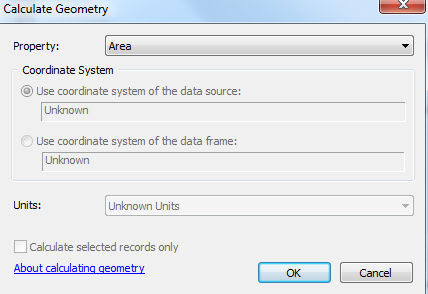 Calculate Geometry
Property: Area
Coordinate System
Use coordinate system of the data source:
Unknown
Use coordinate system of the data frame:
Unknown
Units: Unknown Units
Calculate selected records only
About calculating geometry
OK Cancel